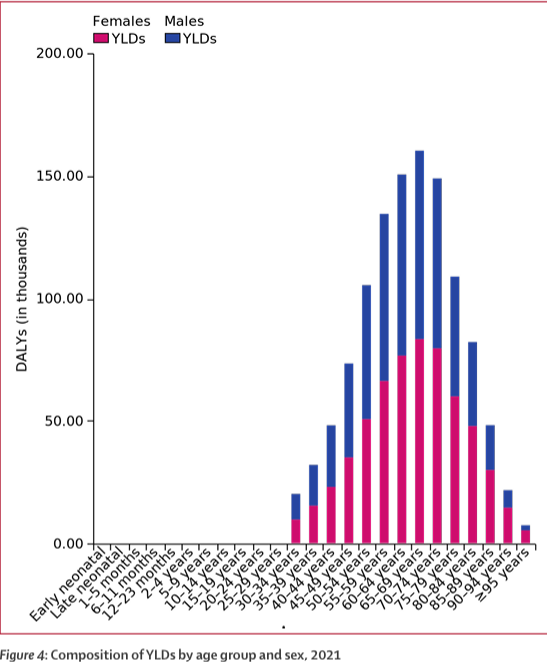 Females Males
YLDs YLDs
200.00
150.00
100.00
50.00
0.00
DALYs (in thousands)
Early neonatal
Late neonatal
1-5 months
6-11 months
12-23 months
2-4 years
5-9 years
10-14 years
15-19 years
20-24 years
25-29 years
30-34 years
35-39 years
40-44 years
45-49 years
50-54 years
55-59 years
60-64 years
65-69 years
70-74 years
75-79 years
80-84 years
85-89 years
90-94 years
≥95 years
Figure 4: Composition of YLDs by age group and sex, 2021